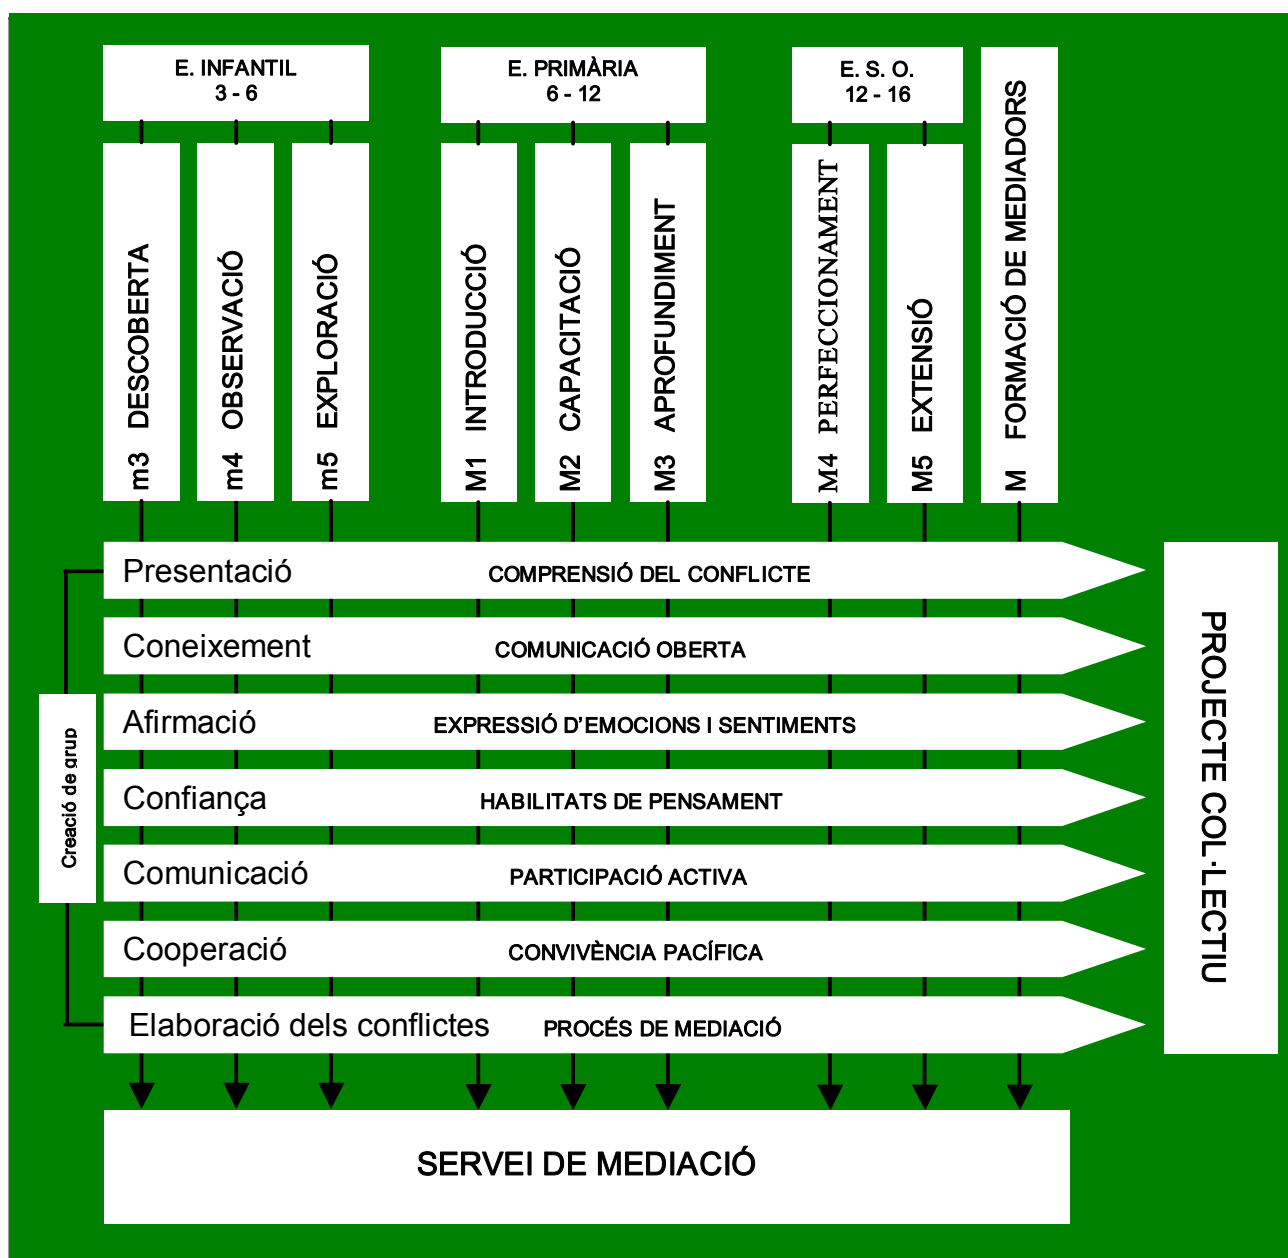 E. INFANTIL
3 - 6
E. PRIMÀRIA
6 - 12
E. S. O.
12 - 16
m3 DESCOBERTA
m4 OBSERVACIÓ
m5 EXPLORACIÓ
M1 INTRODUCCIÓ
M2 CAPACITACIÓ
M3 APROFUNDIMENT
M4 PERFECCIONAMENT
M5 EXTENSIÓ
M FORMACIÓ DE MEDIADORS
Presentació COMPRENSIÓ DEL CONFLICTE
Coneixement COMUNICACIÓ OBERTA
Afirmació EXPRESSIÓ D’EMOCIONS I SENTIMENTS
Confiança HABILITATS DE PENSAMENT
Comunicació PARTICIPACIÓ ACTIVA
Cooperació CONVIVÈNCIA PACÍFICA
Elaboració dels conflictes PROCÉS DE MEDIACIÓ
Creació de grup
PROJECTE COL·LECTIU
SERVEI DE MEDIACIÓ